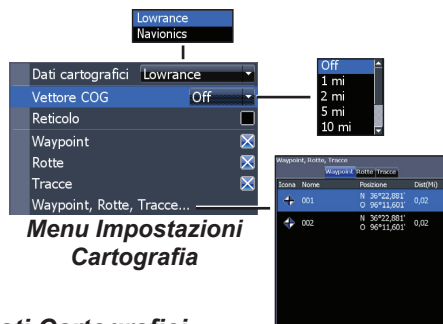 Lowrance
Navionics
Dati cartografici Lowrance
Vettore COG Off
Reticolo
Waypoint
Rotte
Tracce
Waypoint, Rotte, Tracce...
Off
1 mi
2 mi
5 mi
10 mi
Menu Impostazioni
Cartografia
Waypoint, Rotte, Tracce
Waypoint Rotte Tracce
Icona Nome Posizione Dist(Mi)
001 N 36°22,881' 0,02
O 96°11,601'
002 N 36°22,881' 0,02
O 96°11,601'
Cartografici